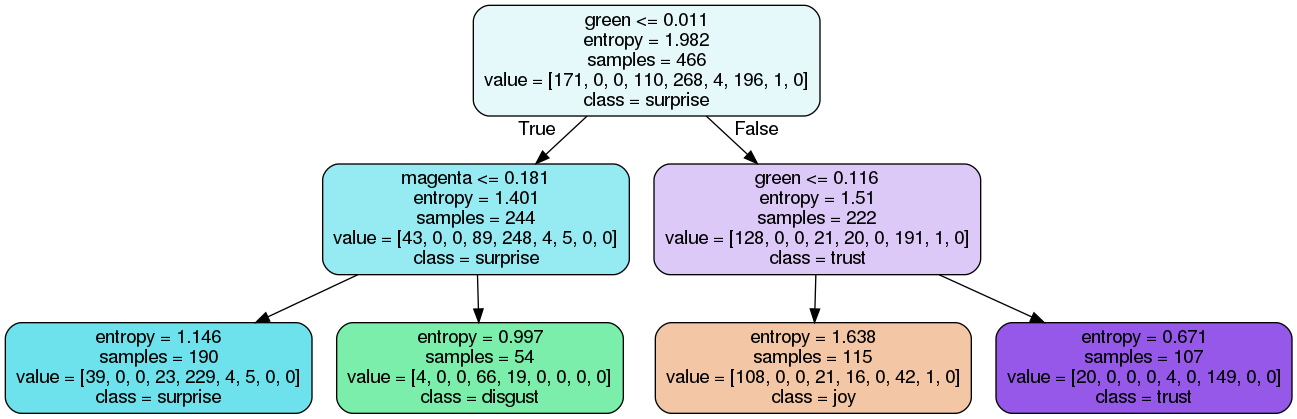 green <= 0.011
entropy = 1.982
samples = 466
value = [171, 0, 0, 110, 268, 4, 196, 1, 0]
class = surprise
True
False
magenta <= 0.181
entropy = 1.401
samples = 244
value = [43, 0, 0, 89, 248, 4, 5, 0, 0]
class = surprise
green <= 0.116
entropy = 1.51
samples = 222
value = [128, 0, 0, 21, 20, 0, 191, 1, 0]
class = trust
entropy = 1.146
samples = 190
value = [39, 0, 0, 23, 229, 4, 5, 0, 0]
class = surprise
entropy = 0.997
samples = 54
value = [4, 0, 0, 66, 19, 0, 0, 0, 0]
class = disgust
entropy = 1.638
samples = 115
value = [108, 0, 0, 21, 16, 0, 42, 1, 0]
class = joy
entropy = 0.671
samples = 107
value = [20, 0, 0, 0, 4, 0, 149, 0, 0]
class = trust